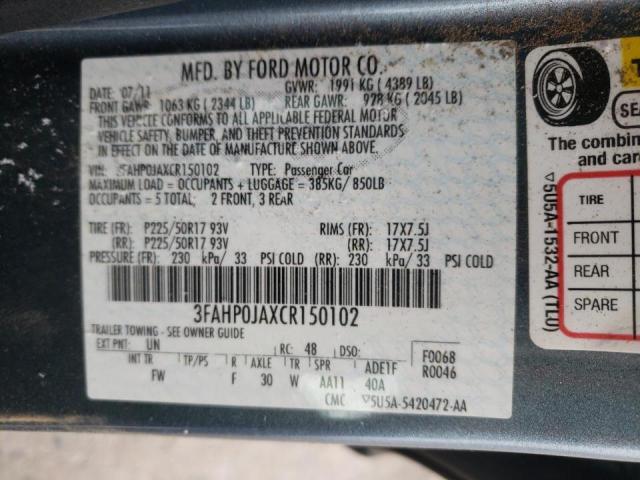 MFD. BY FORD MOTOR CO.
DATE: 07/11
GVWR: 1991 KG ( 4389 LB)
FRONT GAWR: 1063 KG ( 2344 LB)
REAR GAWR: 928 KG ( 2045 LB)
THIS VEHICLE CONFORMS TO ALL APPLICABLE FEDERAL MOTOR
VEHICLE SAFETY, BUMPER, AND THEFT PREVENTION STANDARDS
IN EFFECT ON THE DATE OF MANUFACTURE SHOWN ABOVE.
VIN: 3FAHP0JAXCR150102 TYPE: Passenger Car
MAXIMUM LOAD = OCCUPANTS + LUGGAGE = 385KG/ 850LB
OCCUPANTS = 5 TOTAL, 2 FRONT, 3 REAR
TIRE (FR): P225/50R17 93V RIMS (FR): 17X7.5J
(RR): P225/50R17 93V (RR): 17X7.5J
PRESSURE (FR): 230 kPa/ 33 PSI COLD (RR): 230 kPa/ 33 PSI COLD
3FAHP0JAXCR150102
TRAILER TOWING - SEE OWNER GUIDE
EXT PNT: UN RC: 48 DSO: F0068
INT TR TP/PS R AXLE TR SPR ADE1F R0046
FW F 30 W AA11 40A
CMC ▽5U5A-5420472-AA
The combined
and car
▽5U5A-1532-AA (TLO)
TIRE
FRONT
REAR
SPARE